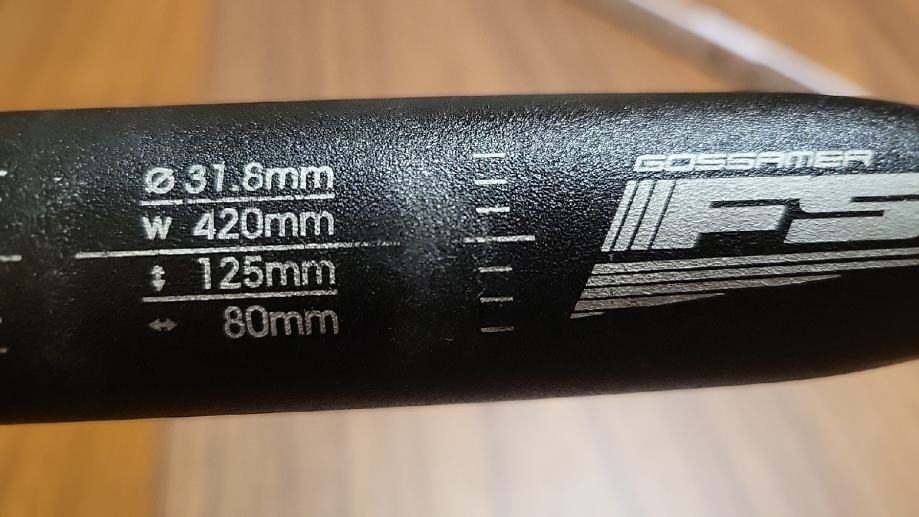 Ø 31.8mm
W 420mm
↕ 125mm
↔ 80mm
GOSSAMER
FS